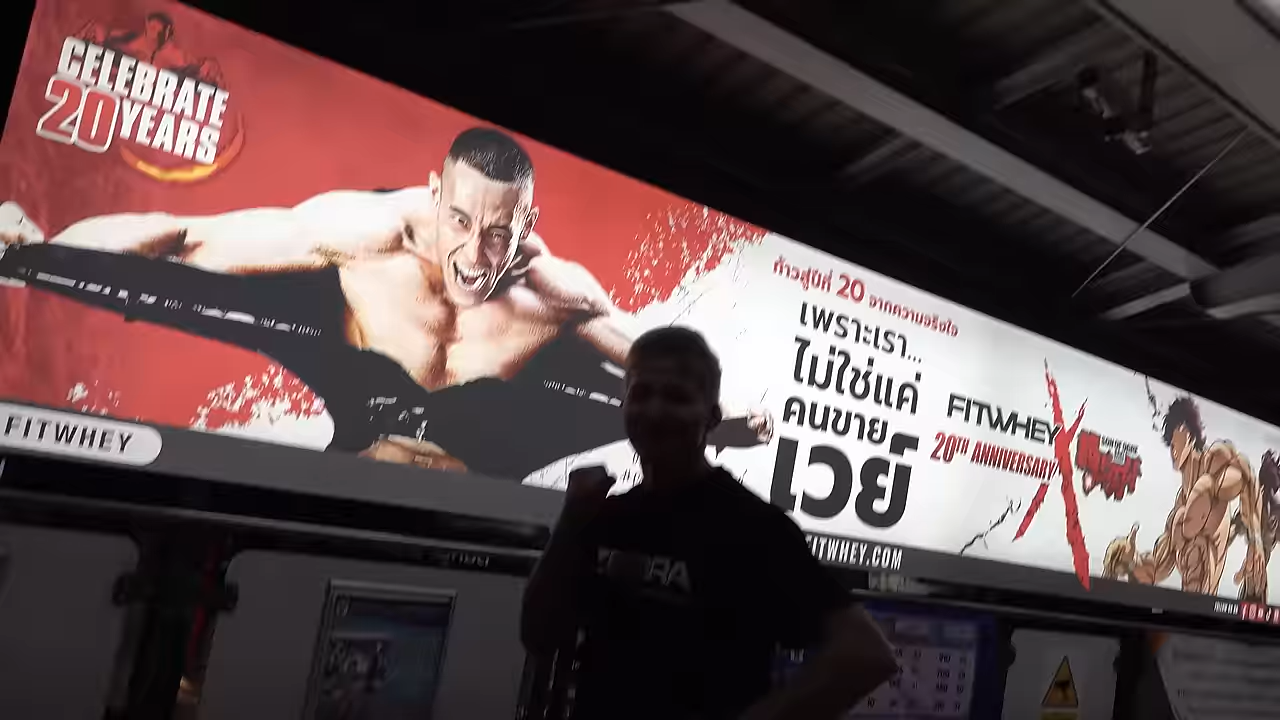 CELEBRATE
20 YEARS
FITWHEY
ก้าวสู่ปีที่ 20 จากความจริงใจ
เพราะเรา...
ไม่ใช่แค่
คนขาย
เวย์
FITWHEY
20TH ANNIVERSARY
X
FITWHEY.COM